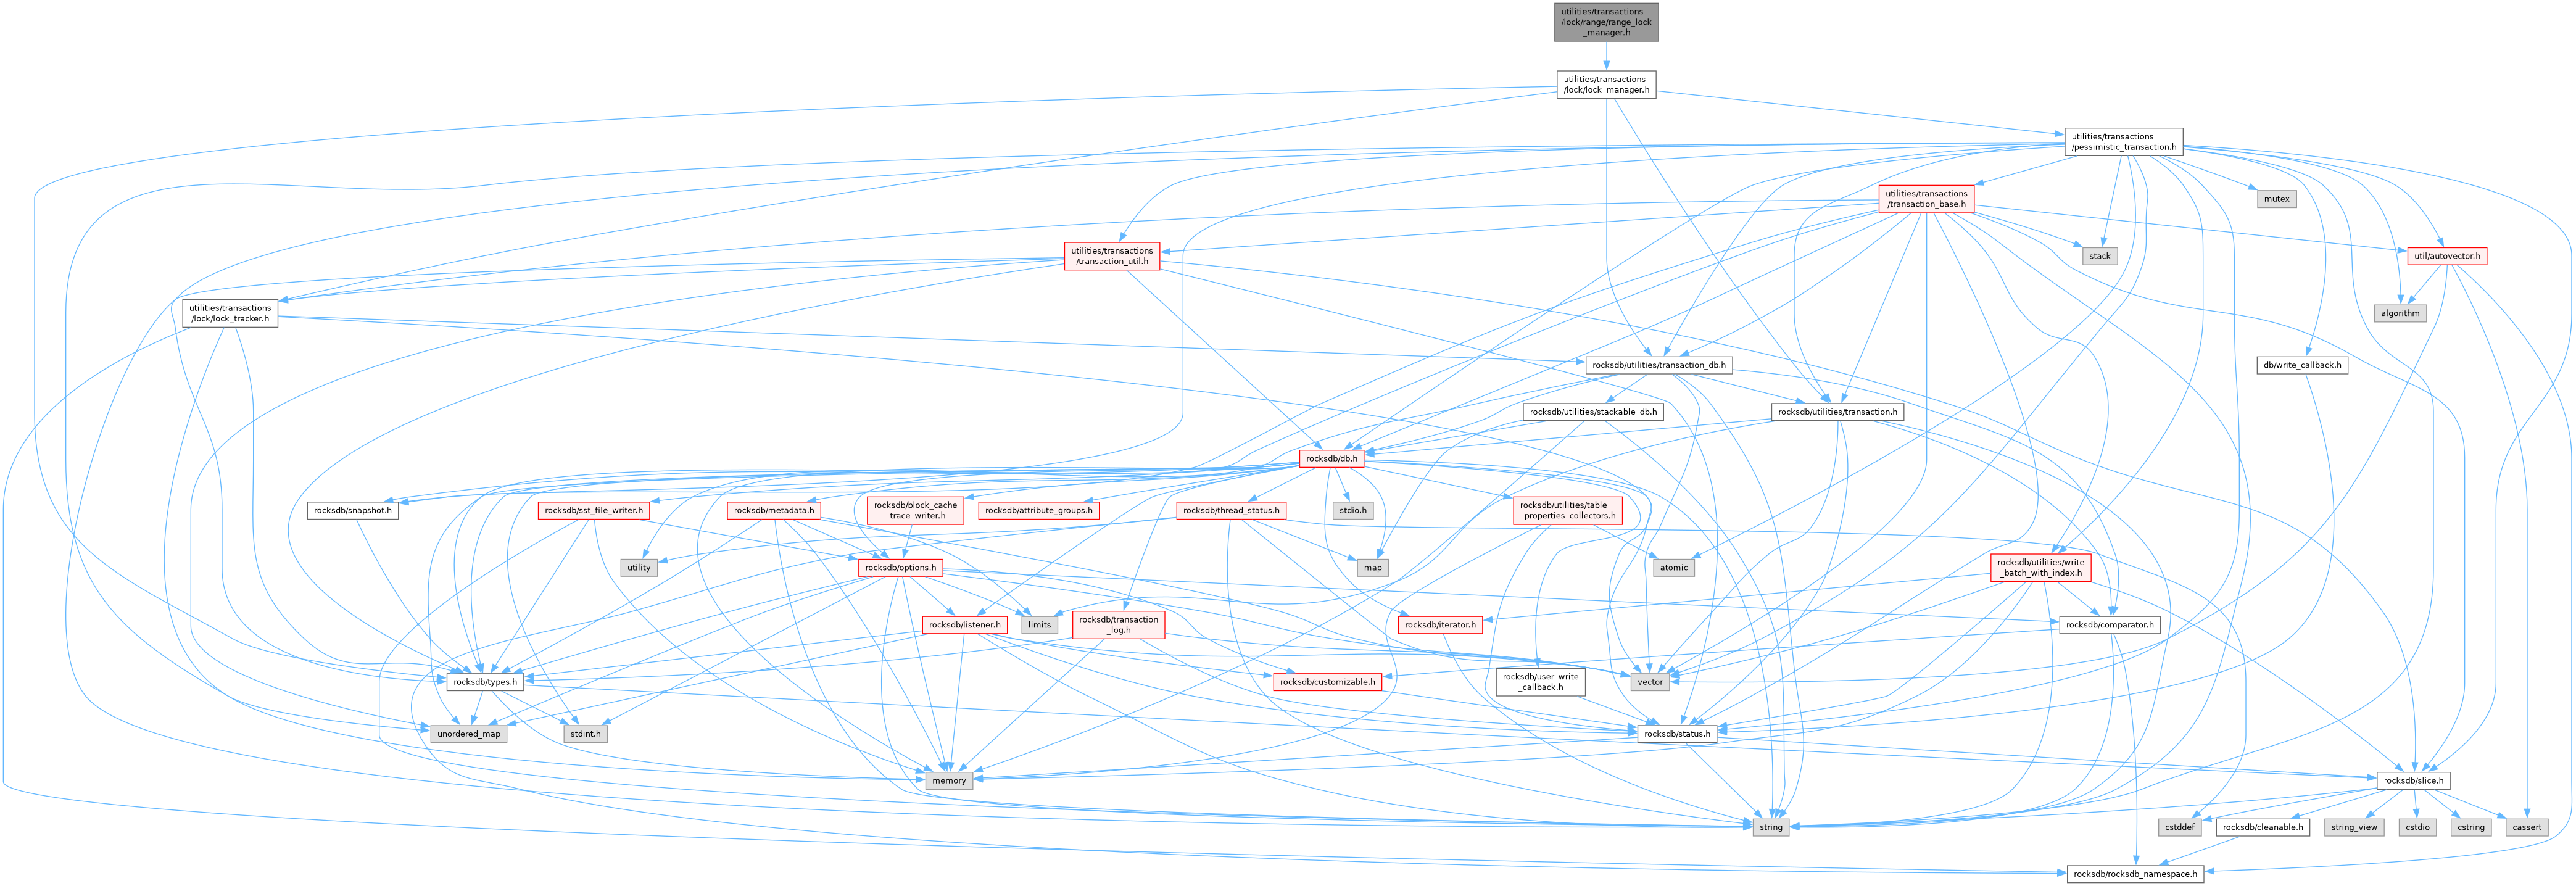 utilities/transactions
/lock/range/range_lock
_manager.h
utilities/transactions
/lock/lock_manager.h
utilities/transactions
/pessimistic_transaction.h
utilities/transactions
/transaction_base.h
mutex
utilities/transactions
/transaction_util.h
stack
util/autovector.h
utilities/transactions
/lock/lock_tracker.h
algorithm
rocksdb/utilities/transaction_db.h
db/write_callback.h
rocksdb/utilities/stackable_db.h
rocksdb/utilities/transaction.h
rocksdb/db.h
rocksdb/snapshot.h
rocksdb/sst_file_writer.h
rocksdb/metadata.h
rocksdb/block_cache
_trace_writer.h
rocksdb/attribute_groups.h
rocksdb/thread_status.h
stdio.h
rocksdb/utilities/table
_properties_collectors.h
utility
rocksdb/options.h
map
atomic
rocksdb/utilities/write
_batch_with_index.h
rocksdb/listener.h
limits
rocksdb/transaction
_log.h
rocksdb/iterator.h
rocksdb/comparator.h
rocksdb/types.h
rocksdb/customizable.h
rocksdb/user_write
_callback.h
vector
unordered_map
stdint.h
rocksdb/status.h
memory
rocksdb/slice.h
string
cstddef
rocksdb/cleanable.h
string_view
cstdio
cstring
cassert
rocksdb/rocksdb_namespace.h